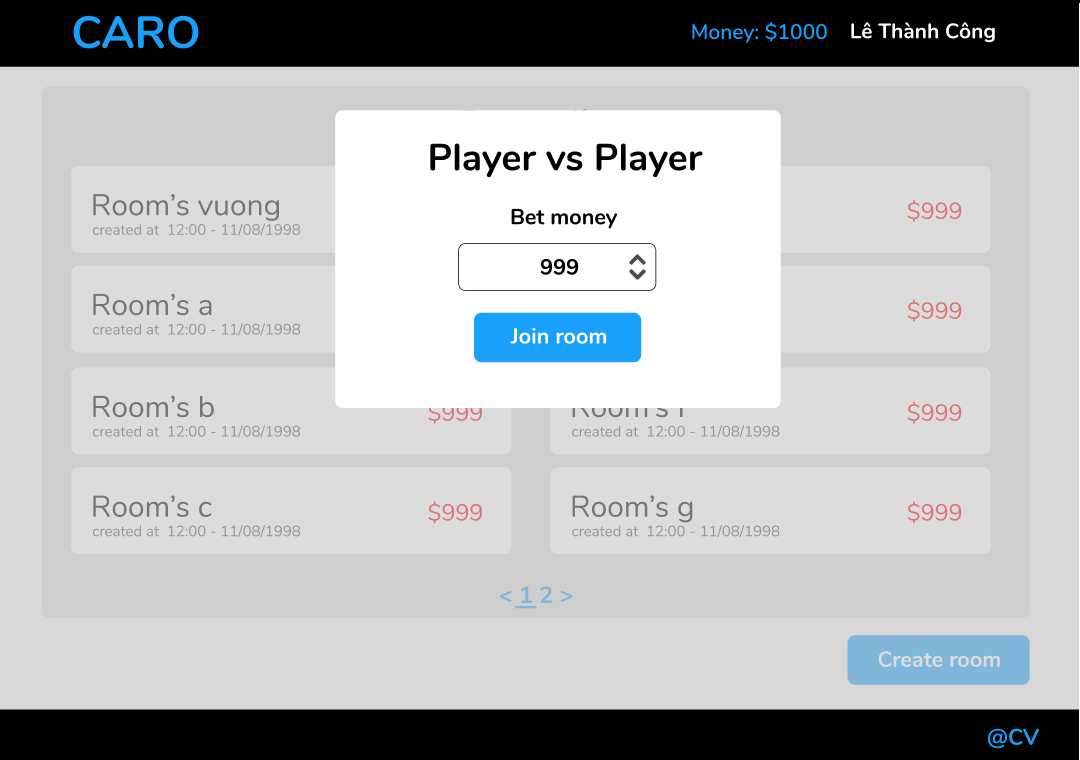 CARO
Money: $1000 Lê Thành Công
Player vs Player
Bet money
999
Join room
Room’s vuong
created at 12:00 - 11/08/1998
$999
Room’s a
created at 12:00 - 11/08/1998
$999
Room’s b
created at 12:00 - 11/08/1998
$999
Room’s f
created at 12:00 - 11/08/1998
$999
Room’s c
created at 12:00 - 11/08/1998
$999
Room’s g
created at 12:00 - 11/08/1998
$999
< 1 2 >
Create room
@CV